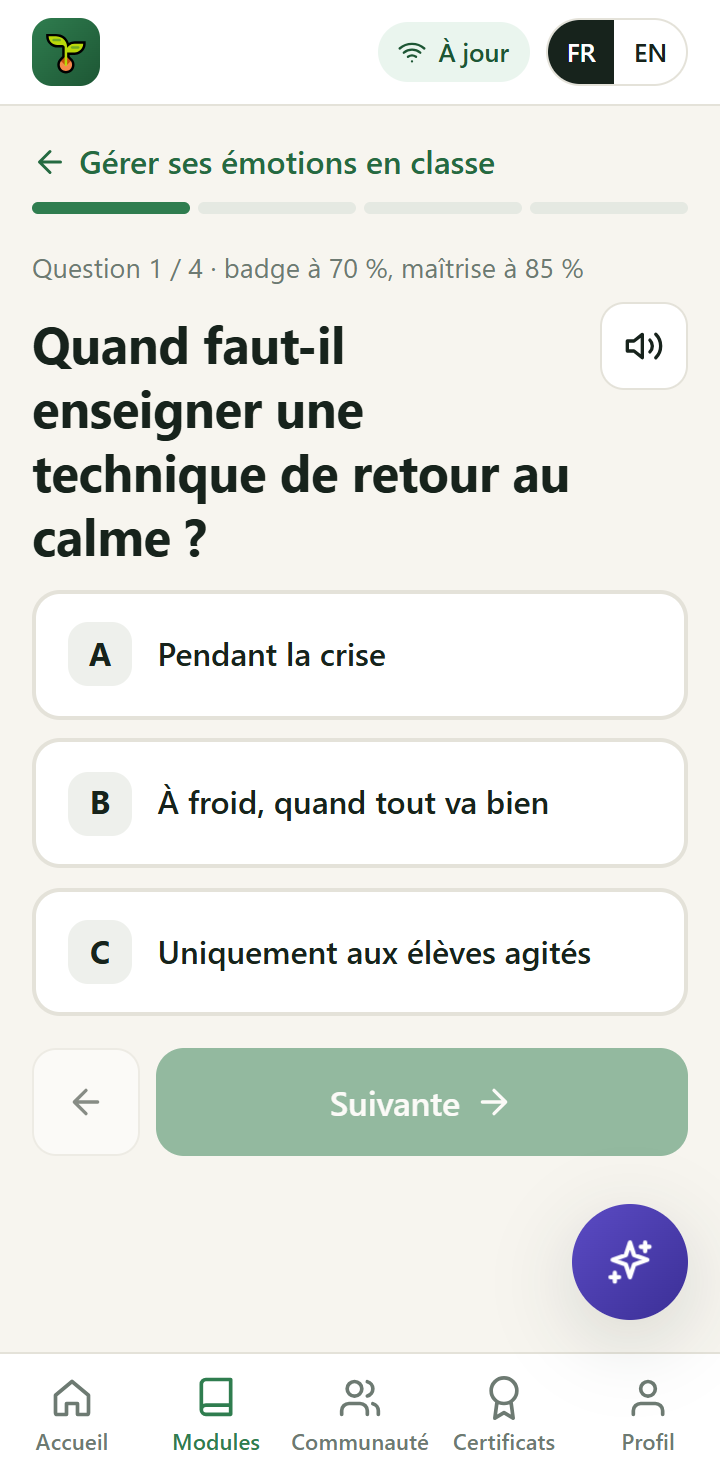 À jour
FR
EN
Gérer ses émotions en classe
Question 1 / 4 · badge à 70 %, maîtrise à 85 %
Quand faut-il
enseigner une
technique de retour au
calme ?
A
Pendant la crise
B
À froid, quand tout va bien
C
Uniquement aux élèves agités
Suivante
Accueil
Modules
Communauté
Certificats
Profil